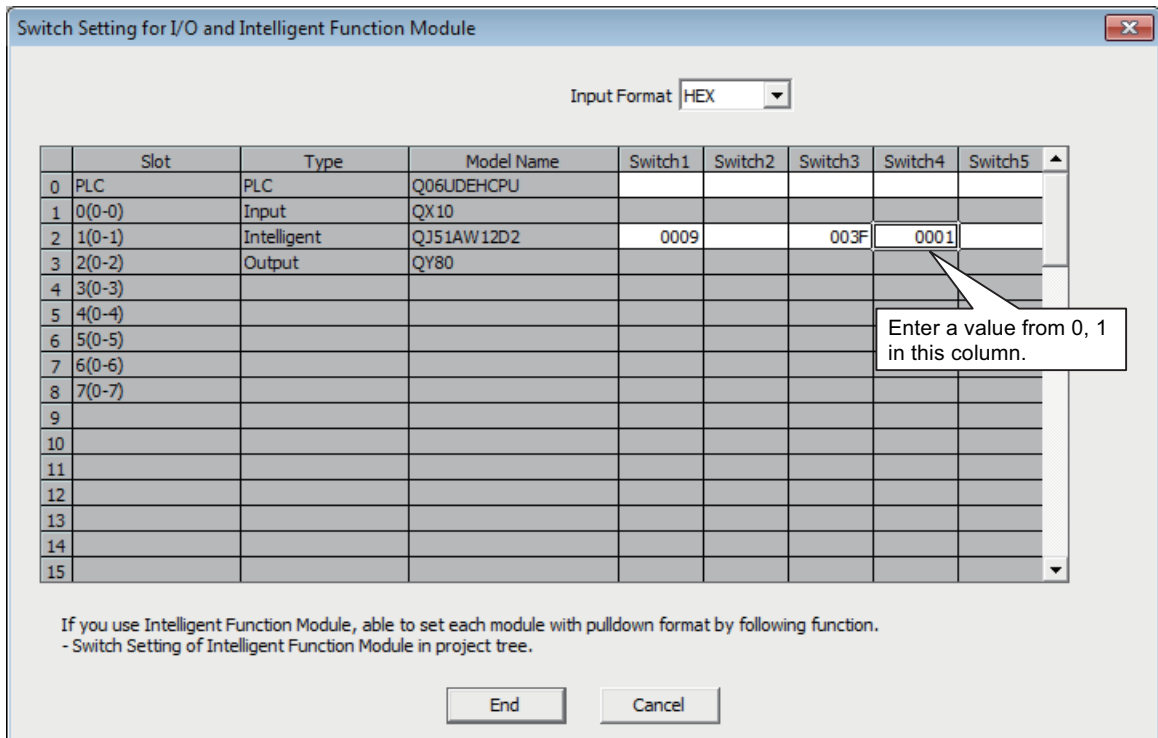 Switch Setting for I/O and Intelligent Function Module
Input Format HEX
Slot Type Model Name Switch1 Switch2 Switch3 Switch4 Switch5
0 PLC PLC Q06UDEHCPU
1 0(0-0) Input QX10
2 1(0-1) Intelligent QJ51AW12D2 0009 003F 0001
3 2(0-2) Output QY80
4 3(0-3)
5 4(0-4)
6 5(0-5)
7 6(0-6)
8 7(0-7)
9
10
11
12
13
14
15
Enter a value from 0, 1
in this column.
If you use Intelligent Function Module, able to set each module with pulldown format by following function.
- Switch Setting of Intelligent Function Module in project tree.
End Cancel